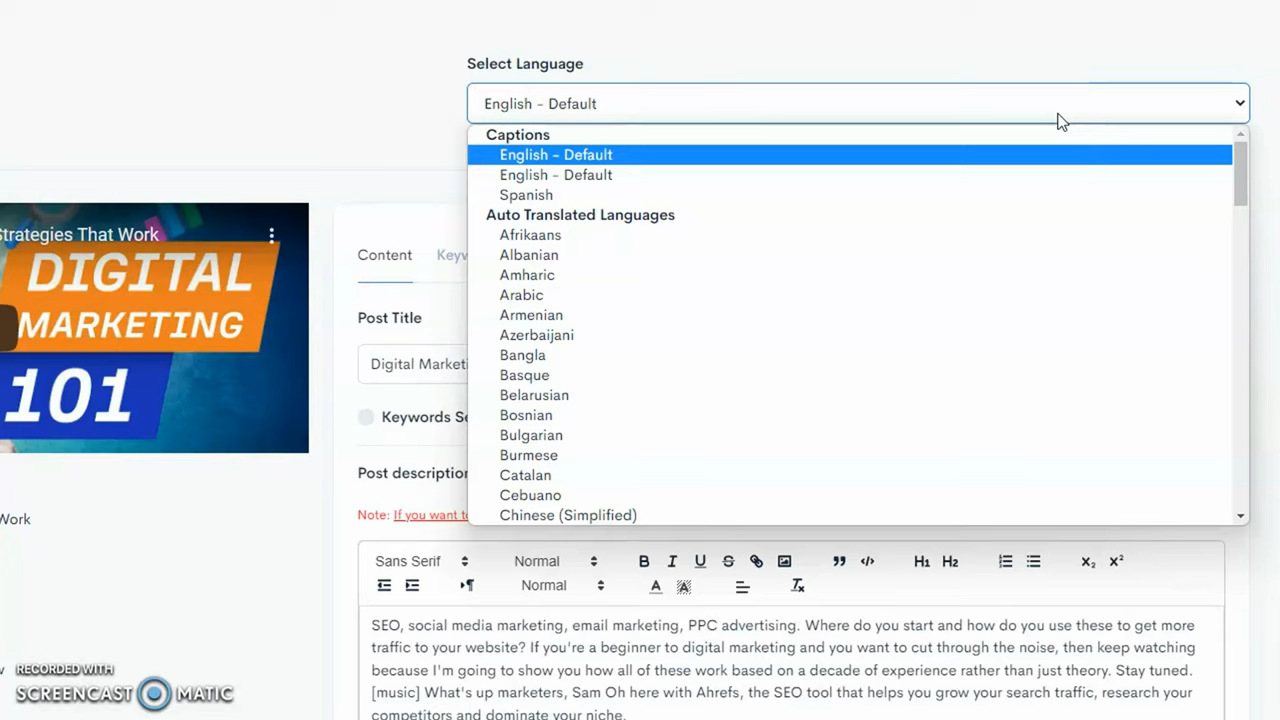 Select Language
English - Default
Captions
English - Default
English - Default
Spanish
Auto Translated Languages
Afrikaans
Albanian
Amharic
Arabic
Armenian
Azerbaijani
Bangla
Basque
Belarusian
Bosnian
Bulgarian
Burmese
Catalan
Cebuano
Chinese (Simplified)
Strategies That Work
DIGITAL
MARKETING
101
Work
Content Keyw
Post Title
Digital Marketi
Keywords Se
Post description
Note: If you want to
Sans Serif Normal B I U S H1 H2 X2 X2
Normal A A Tx
SEO, social media marketing, email marketing, PPC advertising. Where do you start and how do you use these to get more
traffic to your website? If you're a beginner to digital marketing and you want to cut through the noise, then keep watching
because I'm going to show you how all of these work based on a decade of experience rather than just theory. Stay tuned.
[music] What's up marketers, Sam Oh here with Ahrefs, the SEO tool that helps you grow your search traffic, research your
competitors and dominate your niche.
RECORDED WITH
SCREENCAST MATIC